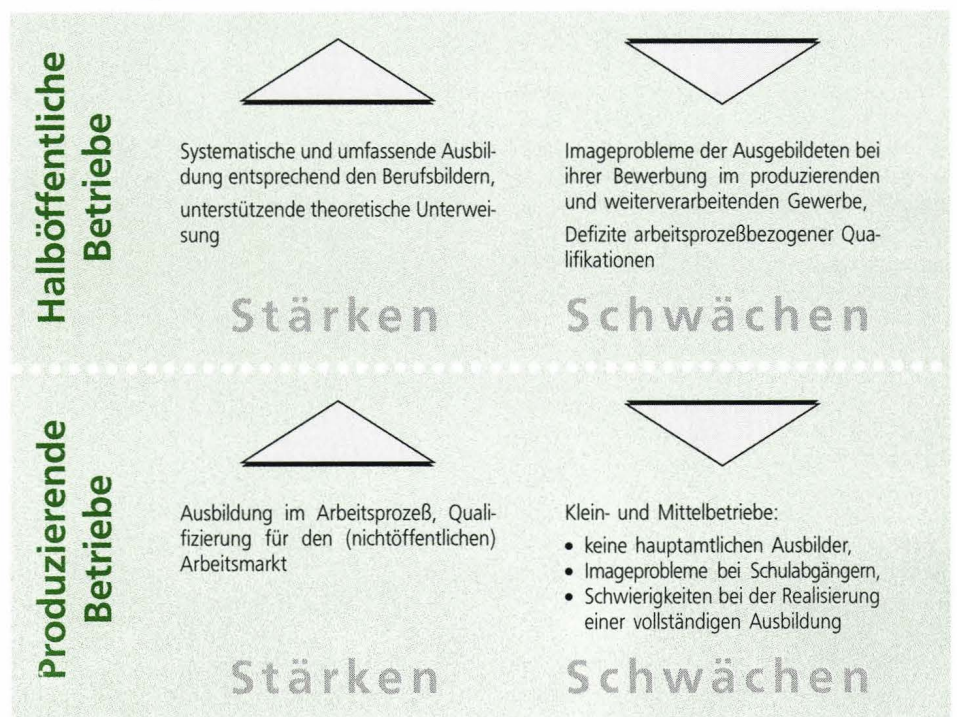 Halböffentliche
Betriebe
Systematische und umfassende Ausbil-
dung entsprechend den Berufsbildern,
unterstützende theoretische Unterwei-
sung
Stärken
Imageprobleme der Ausgebildeten bei
ihrer Bewerbung im produzierenden
und weiterverarbeitenden Gewerbe,
Defizite arbeitsprozeßbezogener Qua-
lifikationen
Schwächen
Produzierende
Betriebe
Ausbildung im Arbeitsprozeß, Quali-
fizierung für den (nichtöffentlichen)
Arbeitsmarkt
Stärken
Klein- und Mittelbetriebe:
• keine hauptamtlichen Ausbilder,
• Imageprobleme bei Schulabgängern,
• Schwierigkeiten bei der Realisierung
einer vollständigen Ausbildung
Schwächen